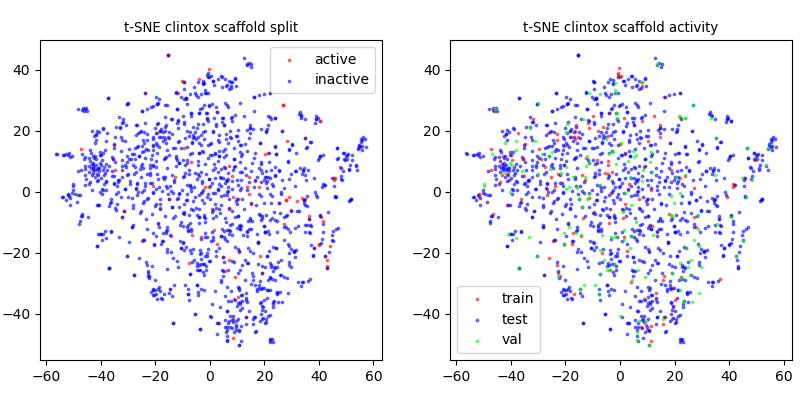 t-SNE clintox scaffold split
active
inactive
40
20
0
−20
−40
−60 −40 −20 0 20 40 60
t-SNE clintox scaffold activity
train
test
val
40
20
0
−20
−40
−60 −40 −20 0 20 40 60